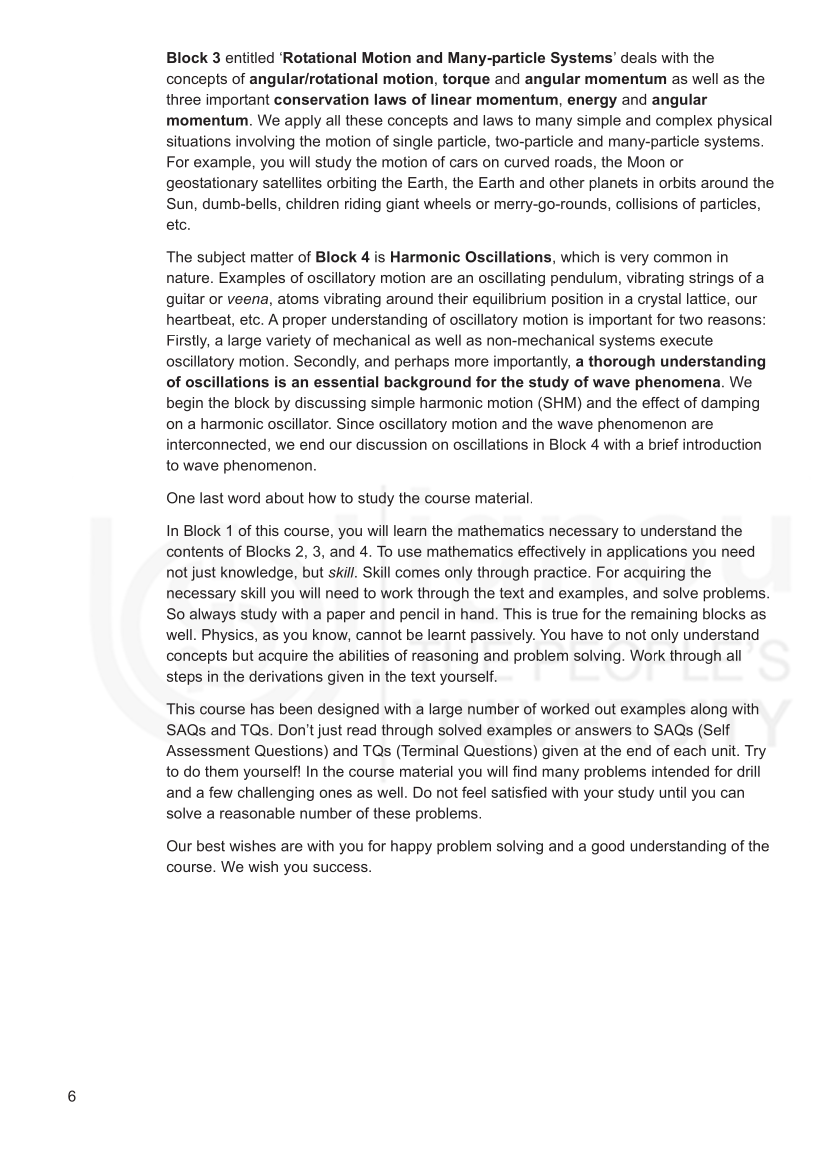 Block 3 entitled ‘Rotational Motion and Many-particle Systems’ deals with the
concepts of angular/rotational motion, torque and angular momentum as well as the
three important conservation laws of linear momentum, energy and angular
momentum. We apply all these concepts and laws to many simple and complex physical
situations involving the motion of single particle, two-particle and many-particle systems.
For example, you will study the motion of cars on curved roads, the Moon or
geostationary satellites orbiting the Earth, the Earth and other planets in orbits around the
Sun, dumb-bells, children riding giant wheels or merry-go-rounds, collisions of particles,
etc.
The subject matter of Block 4 is Harmonic Oscillations, which is very common in
nature. Examples of oscillatory motion are an oscillating pendulum, vibrating strings of a
guitar or veena, atoms vibrating around their equilibrium position in a crystal lattice, our
heartbeat, etc. A proper understanding of oscillatory motion is important for two reasons:
Firstly, a large variety of mechanical as well as non-mechanical systems execute
oscillatory motion. Secondly, and perhaps more importantly, a thorough understanding
of oscillations is an essential background for the study of wave phenomena. We
begin the block by discussing simple harmonic motion (SHM) and the effect of damping
on a harmonic oscillator. Since oscillatory motion and the wave phenomenon are
interconnected, we end our discussion on oscillations in Block 4 with a brief introduction
to wave phenomenon.
One last word about how to study the course material.
In Block 1 of this course, you will learn the mathematics necessary to understand the
contents of Blocks 2, 3, and 4. To use mathematics effectively in applications you need
not just knowledge, but skill. Skill comes only through practice. For acquiring the
necessary skill you will need to work through the text and examples, and solve problems.
So always study with a paper and pencil in hand. This is true for the remaining blocks as
well. Physics, as you know, cannot be learnt passively. You have to not only understand
concepts but acquire the abilities of reasoning and problem solving. Work through all
steps in the derivations given in the text yourself.
This course has been designed with a large number of worked out examples along with
SAQs and TQs. Don’t just read through solved examples or answers to SAQs (Self
Assessment Questions) and TQs (Terminal Questions) given at the end of each unit. Try
to do them yourself! In the course material you will find many problems intended for drill
and a few challenging ones as well. Do not feel satisfied with your study until you can
solve a reasonable number of these problems.
Our best wishes are with you for happy problem solving and a good understanding of the
course. We wish you success.
ignou
THE PEOPLE’S
UNIVERSITY
6